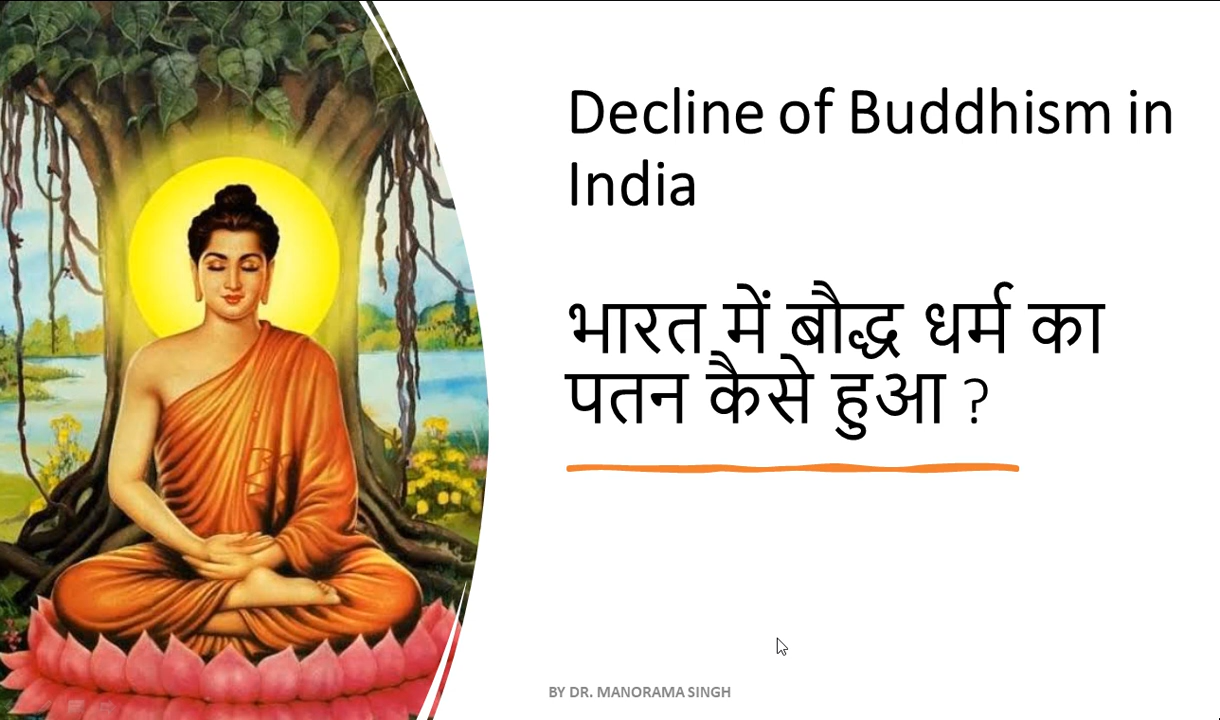 Decline of Buddhism in
India
भारत में बौद्ध धर्म का
पतन कैसे हुआ ?
BY DR. MANORAMA SINGH